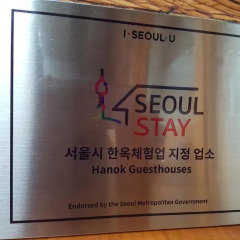 I·SEOUL·U
SEOUL
STAY
서울시 한옥체험업 지정 업소
Hanok Guesthouses
Endorsed by the Seoul Metropolitan Government